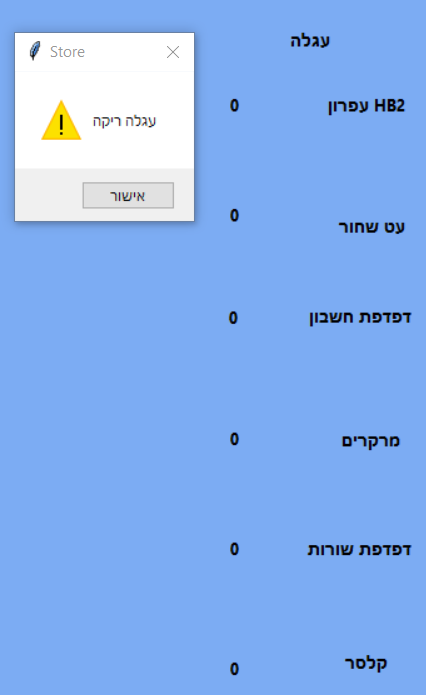 Store
עגלה ריקה
אישור
עגלה
עפרון HB2 0
עט שחור 0
דפדפת חשבון 0
מרקרים 0
דפדפת שורות 0
קלסר 0